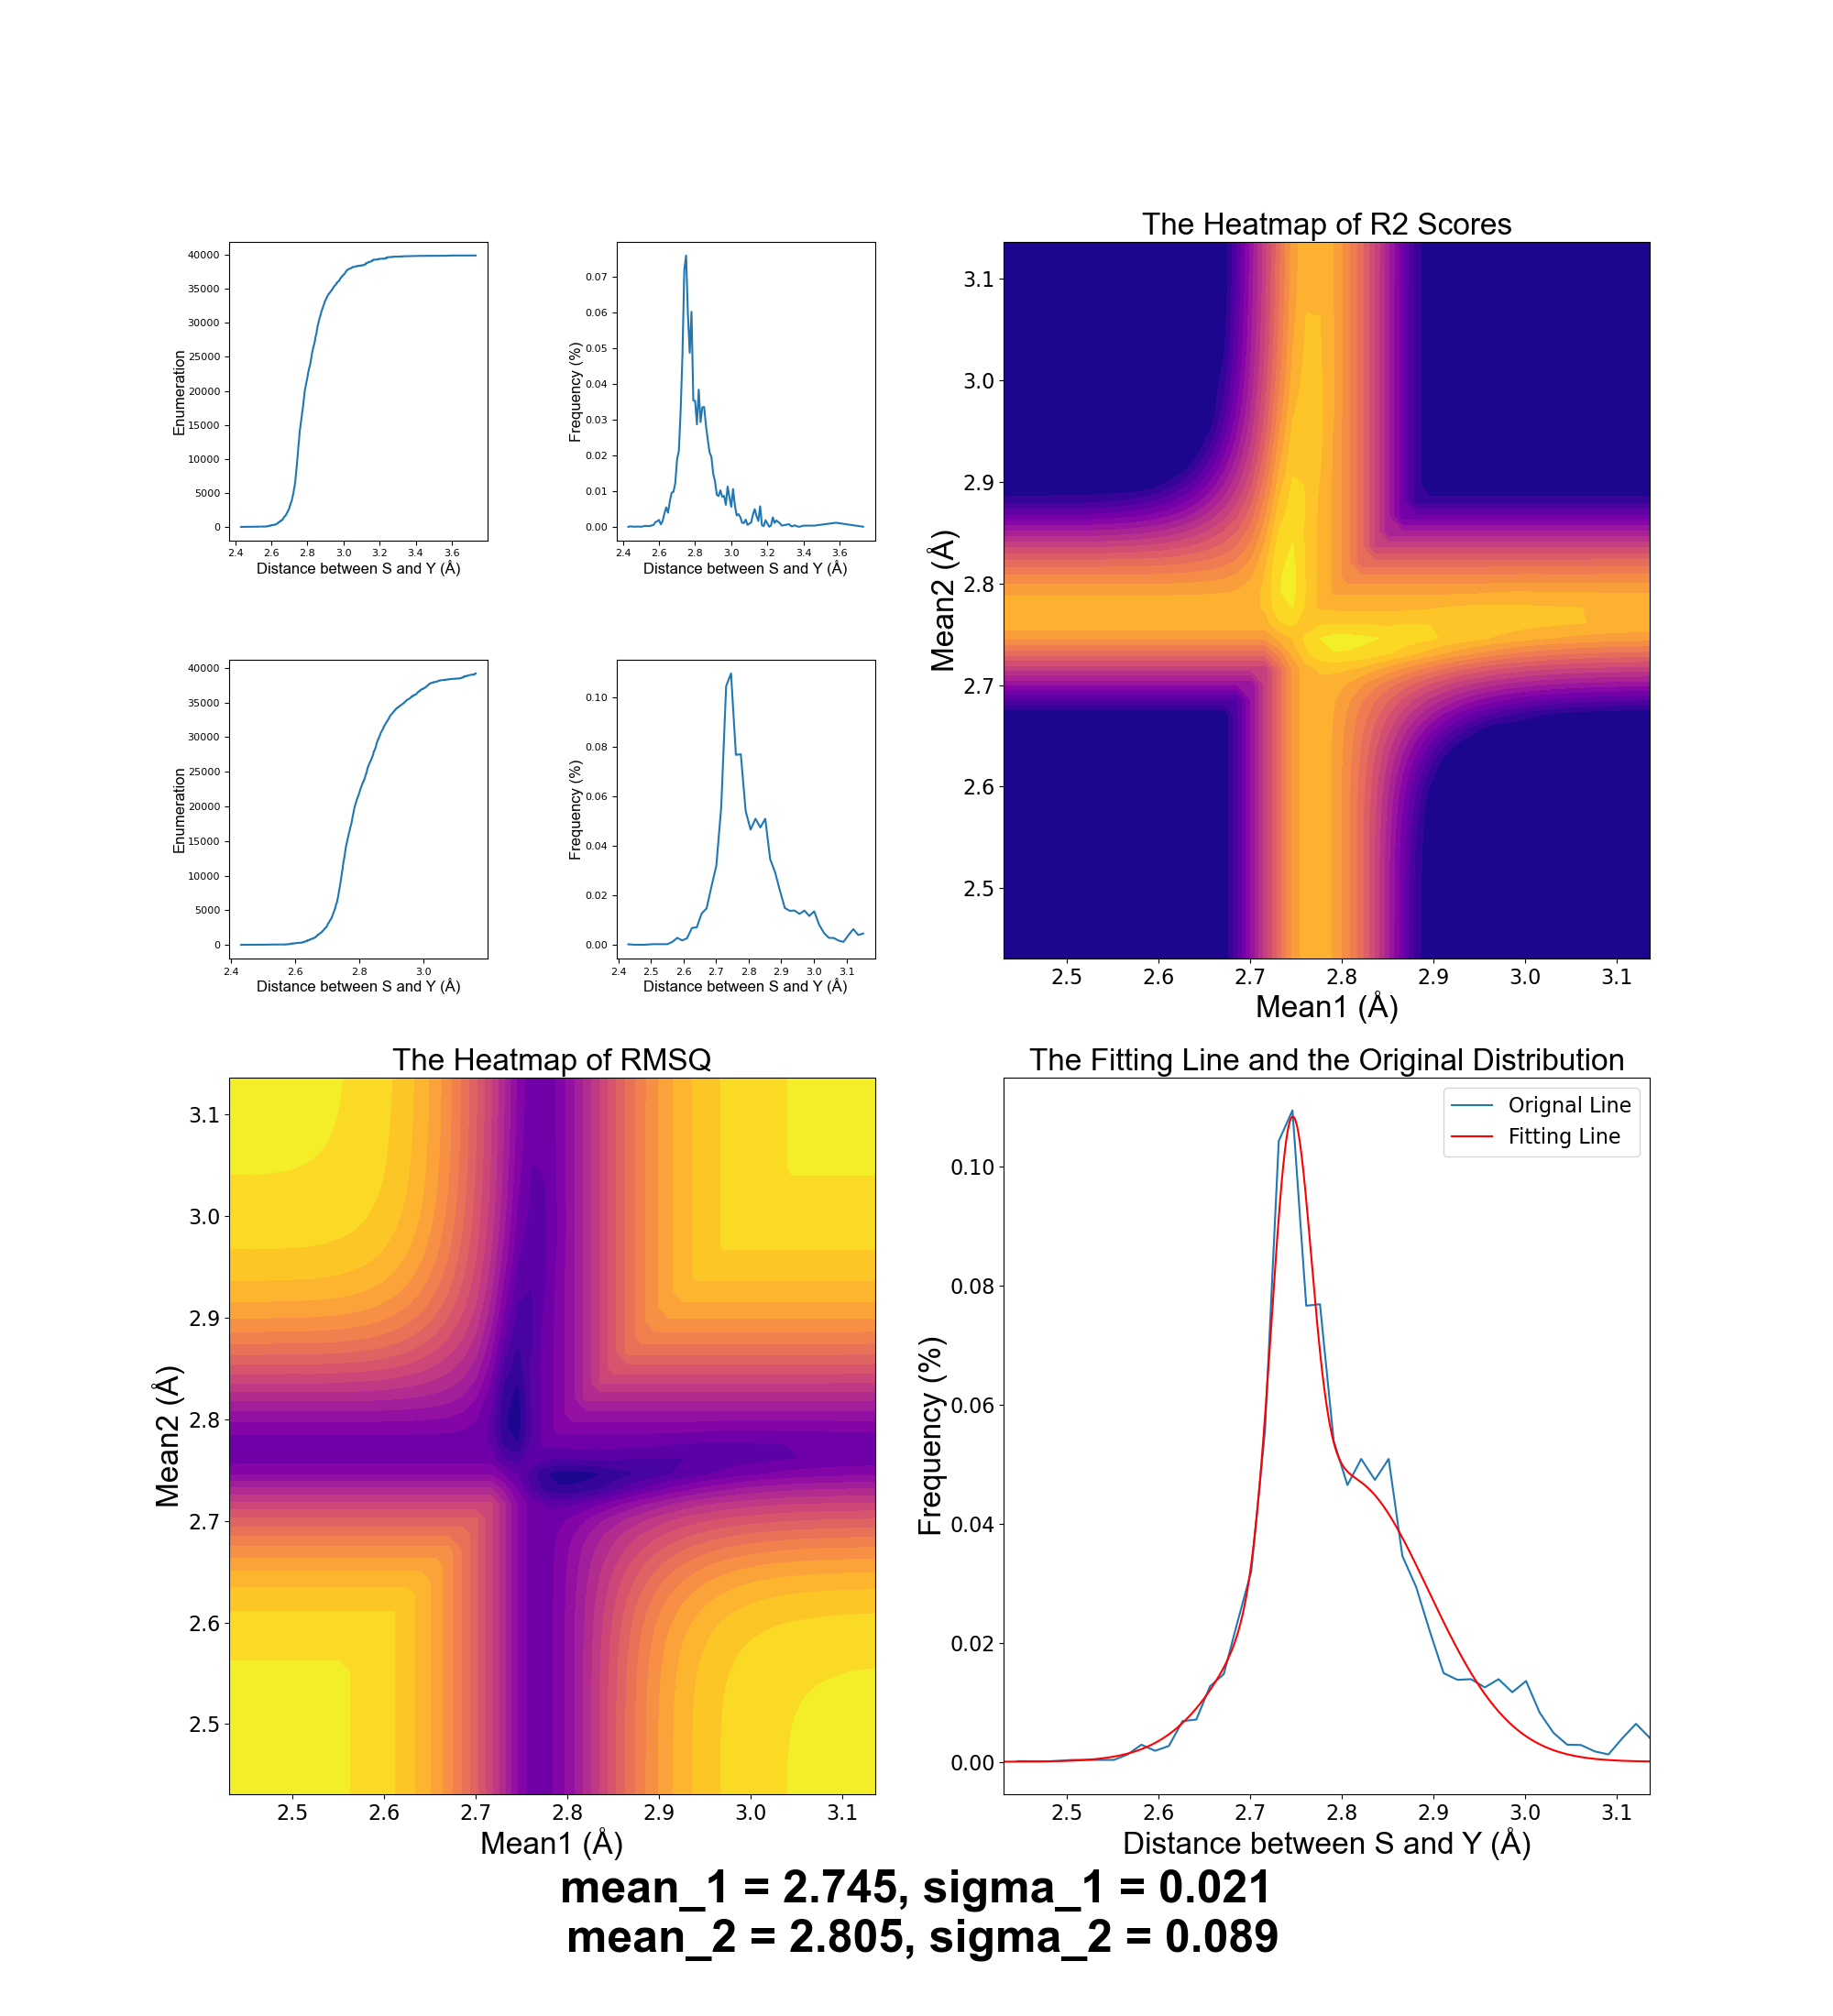 The Heatmap of R2 Scores
40000
35000
30000
25000
20000
15000
10000
5000
0
Enumeration
2.4 2.6 2.8 3.0 3.2 3.4 3.6
Distance between S and Y (Å)
0.07
0.06
0.05
0.04
0.03
0.02
0.01
0.00
Frequency (%)
2.4 2.6 2.8 3.0 3.2 3.4 3.6
Distance between S and Y (Å)
3.1
3.0
2.9
2.8
2.7
2.6
2.5
Mean2 (Å)
2.5 2.6 2.7 2.8 2.9 3.0 3.1
Mean1 (Å)
40000
35000
30000
25000
20000
15000
10000
5000
0
Enumeration
2.4 2.6 2.8 3.0
Distance between S and Y (Å)
0.10
0.08
0.06
0.04
0.02
0.00
Frequency (%)
2.4 2.5 2.6 2.7 2.8 2.9 3.0 3.1
Distance between S and Y (Å)
The Heatmap of RMSQ
3.1
3.0
2.9
2.8
2.7
2.6
2.5
Mean2 (Å)
2.5 2.6 2.7 2.8 2.9 3.0 3.1
Mean1 (Å)
The Fitting Line and the Original Distribution
Orignal Line
Fitting Line
0.10
0.08
0.06
0.04
0.02
0.00
Frequency (%)
2.5 2.6 2.7 2.8 2.9 3.0 3.1
Distance between S and Y (Å)
mean_1 = 2.745, sigma_1 = 0.021
mean_2 = 2.805, sigma_2 = 0.089